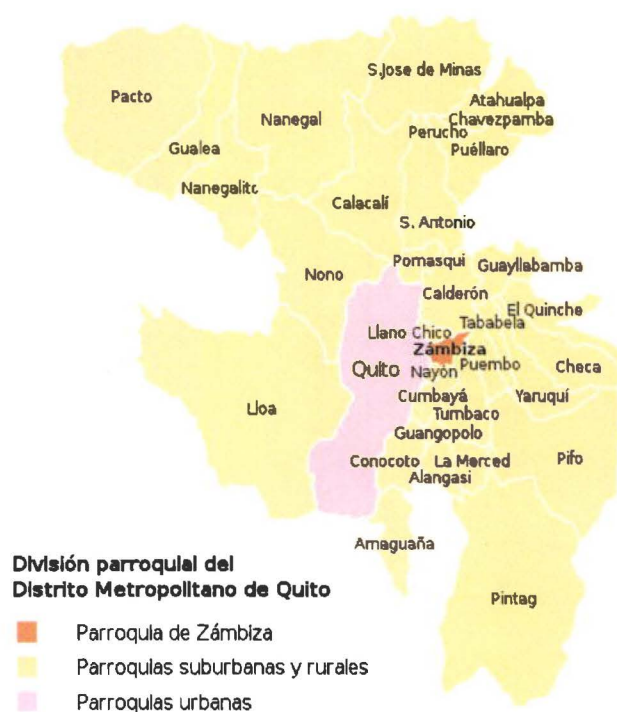 S.Jose de Minas
Pacto
Atahualpa
Nanegal
Chavezpamba
Perucho
Gualea
Puéllaro
Nanegalito
Calacalí
S. Antonio
Pomasqui
Guayllabamba
Nono
Calderón
El Quinche
Tababela
Llano Chico
Zámbiza
Quito
Nayón
Puembo
Checa
Cumbayá
Yaruquí
Lloa
Tumbaco
Guangopolo
Conocoto
La Merced
Pifo
Alangasi
Amaguaña
División parroquial del
Distrito Metropolitano de Quito
Pintag
Parroquia de Zámbiza
Parroquias suburbanas y rurales
Parroquias urbanas